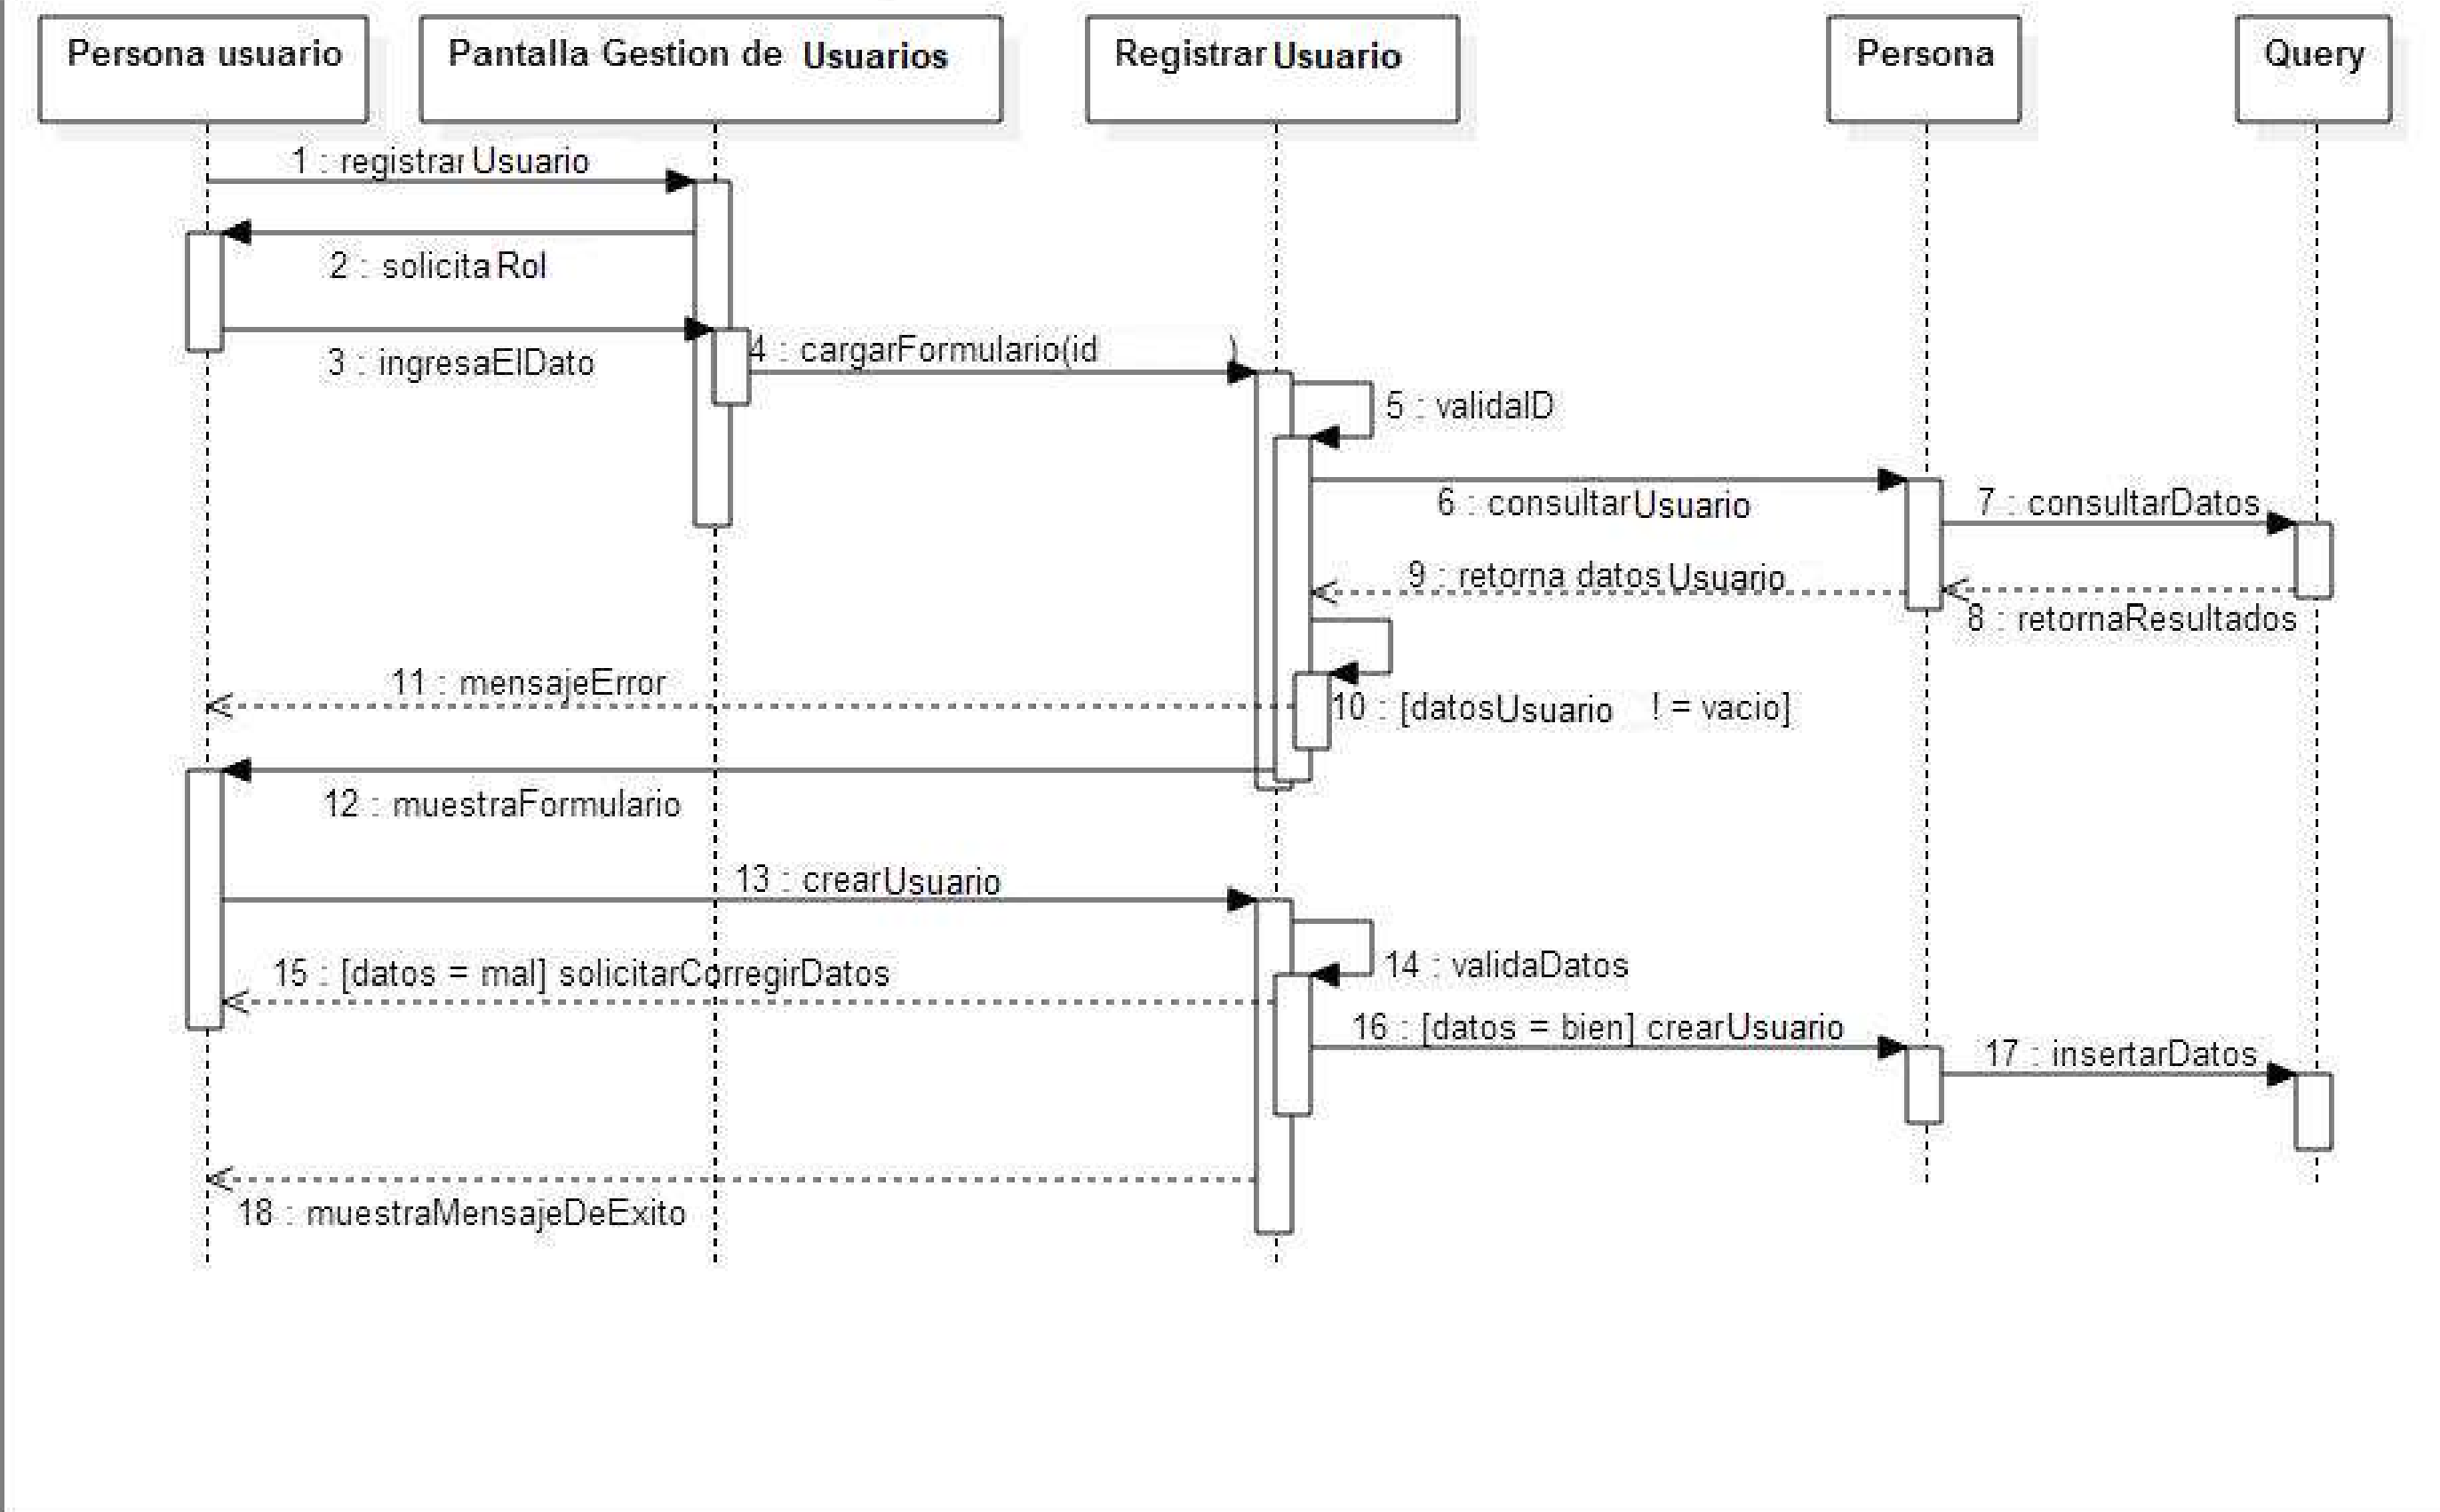 Persona usuario
Pantalla Gestion de Usuarios
Registrar Usuario
Persona
Query
1 : registrar Usuario
2 : solicita Rol
3 : ingresaElDato
4 : cargarFormulario(id )
5 : validaID
6 : consultarUsuario
7 : consultarDatos
9 : retorna datos Usuario
8 : retornaResultados
11 : mensajeError
10 : [datosUsuario ! = vacio]
12 : muestraFormulario
13 : crearUsuario
15 : [datos = mal] solicitarCorregirDatos
14 : validaDatos
16 : [datos = bien] crearUsuario
17 : insertarDatos
18 : muestraMensajeDeExito